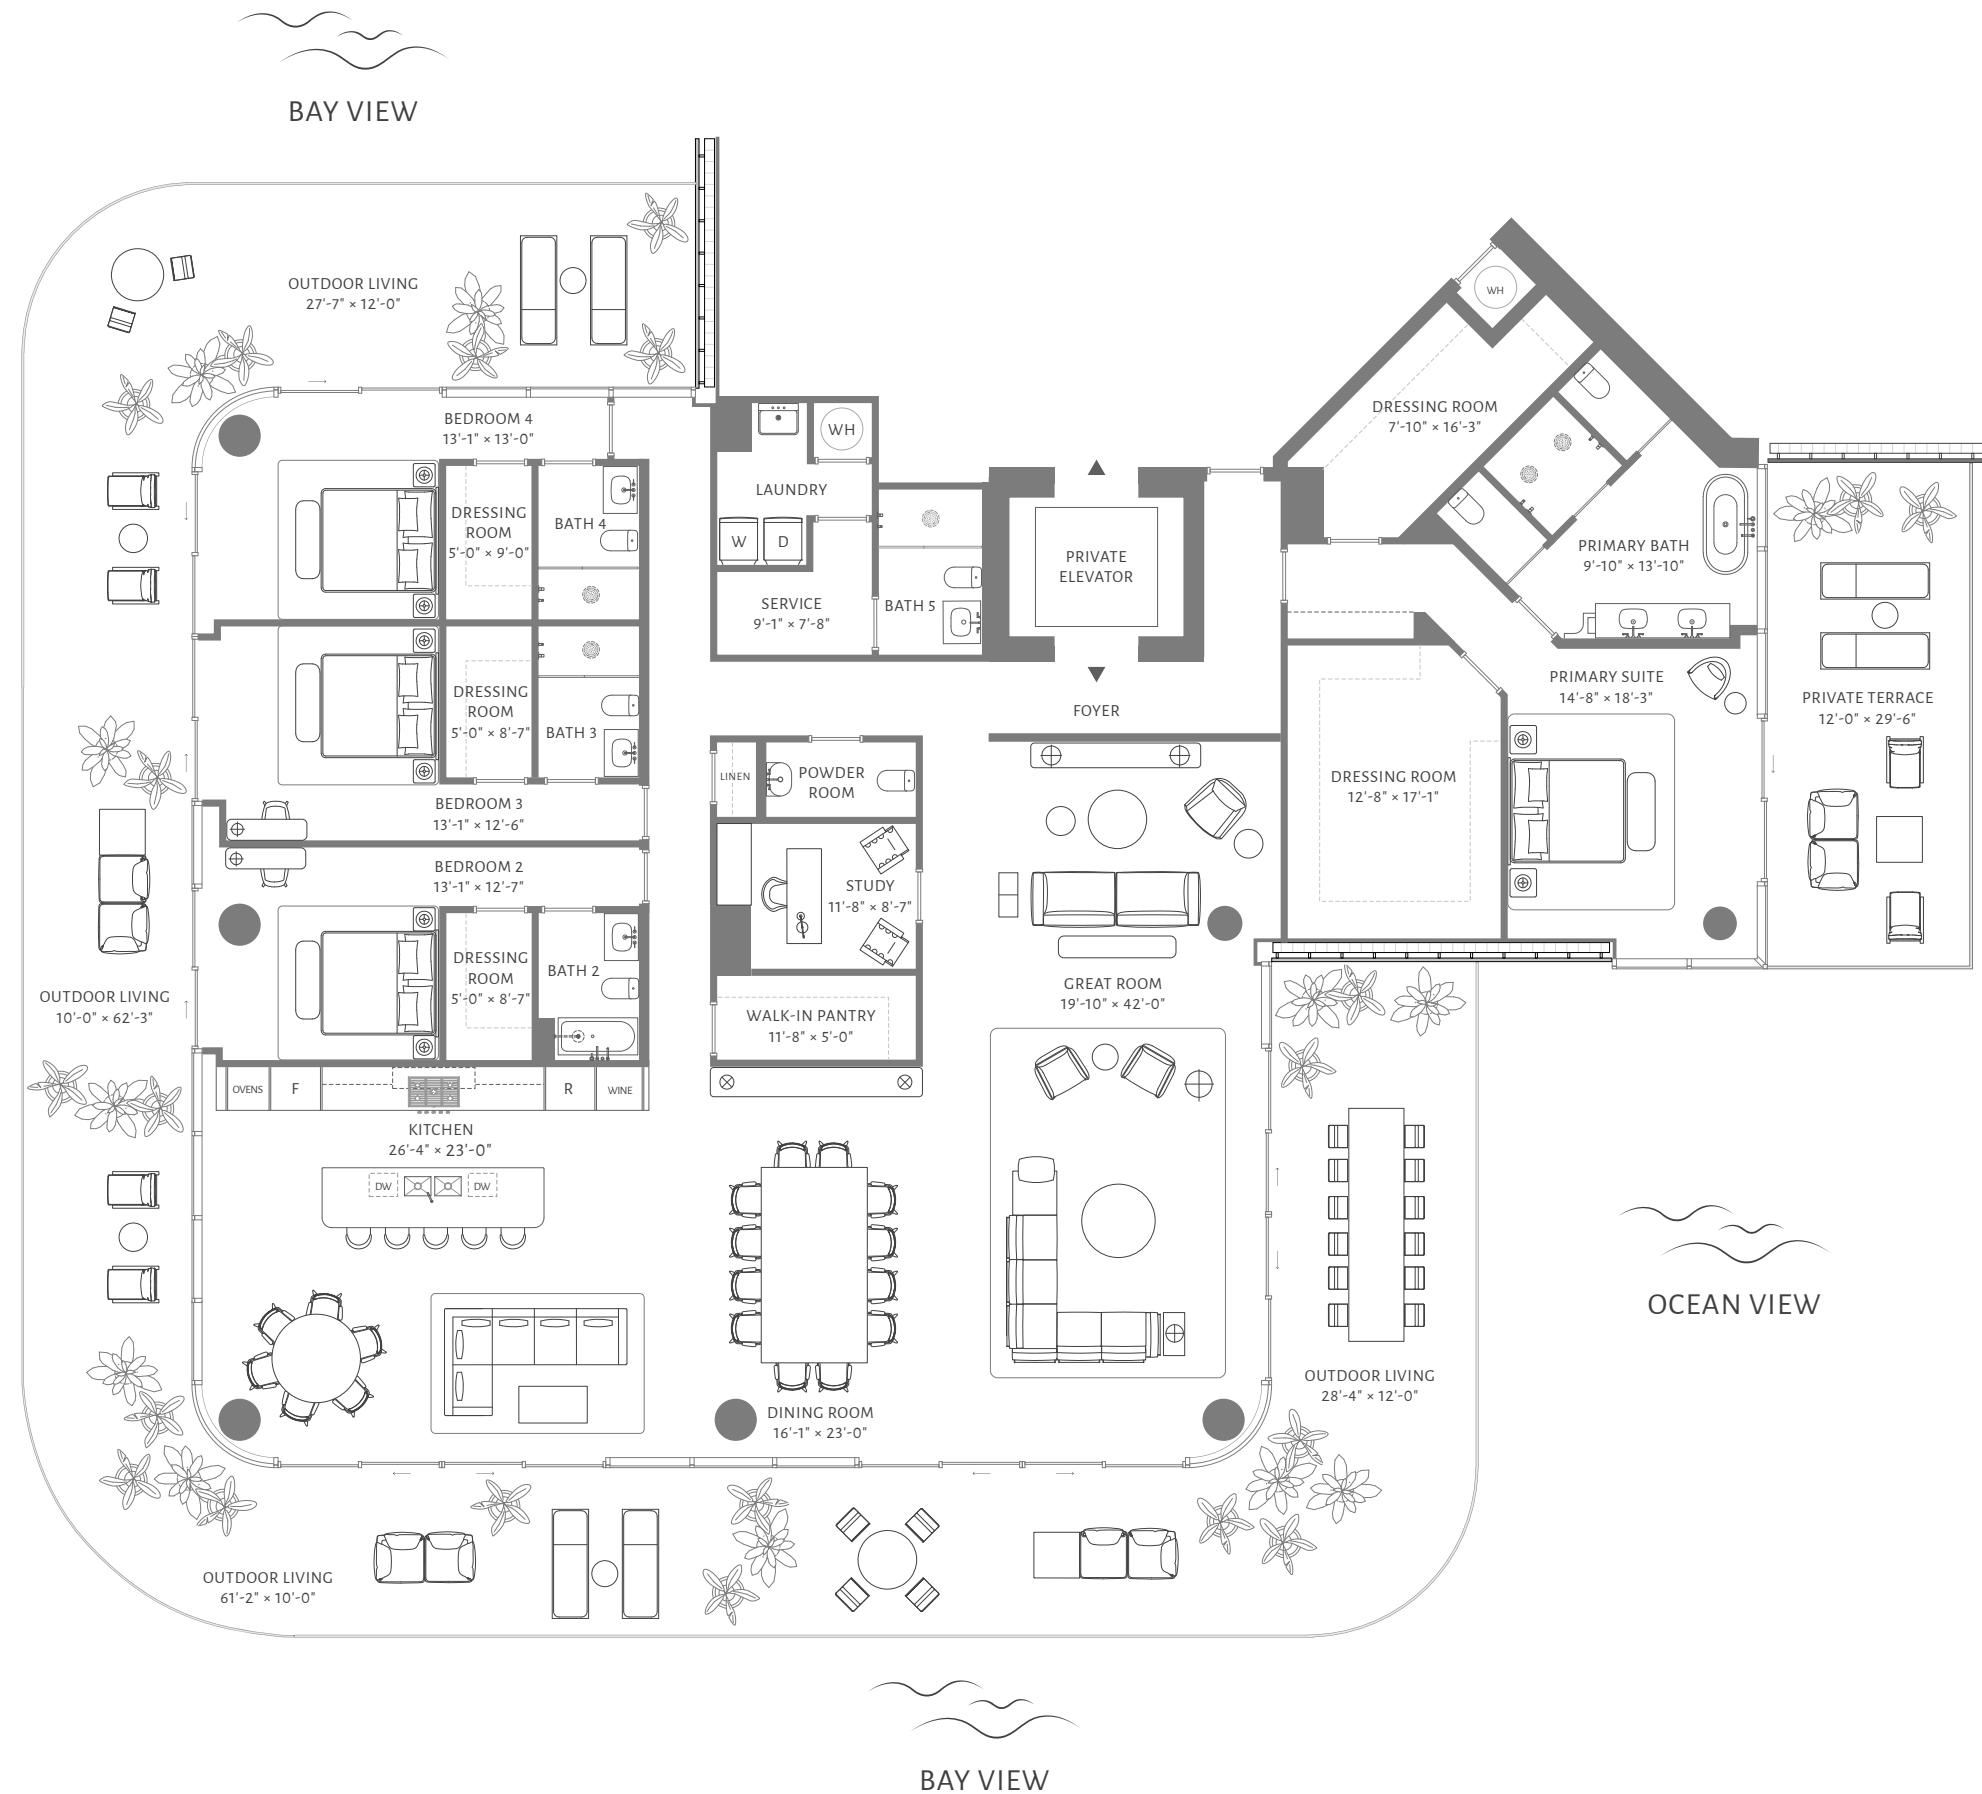 BAY VIEW
OUTDOOR LIVING
27'-7" × 12'-0"
BEDROOM 4
13'-1" × 13'-0"
DRESSING
ROOM
5'-0" × 9'-0"
BATH 4
WH
LAUNDRY
W
D
SERVICE
9'-1" × 7'-8"
BATH 5
PRIVATE
ELEVATOR
FOYER
WH
DRESSING ROOM
7'-10" × 16'-3"
PRIMARY BATH
9'-10" × 13'-10"
PRIMARY SUITE
14'-8" × 18'-3"
PRIVATE TERRACE
12'-0" × 29'-6"
DRESSING ROOM
12'-8" × 17'-1"
DRESSING
ROOM
5'-0" × 8'-7"
BATH 3
BEDROOM 3
13'-1" × 12'-6"
BEDROOM 2
13'-1" × 12'-7"
DRESSING
ROOM
5'-0" × 8'-7"
BATH 2
LINEN
POWDER
ROOM
STUDY
11'-8" × 8'-7"
WALK-IN PANTRY
11'-8" × 5'-0"
GREAT ROOM
19'-10" × 42'-0"
OUTDOOR LIVING
10'-0" × 62'-3"
OVENS
F
R
WINE
KITCHEN
26'-4" × 23'-0"
DW
DW
DINING ROOM
16'-1" × 23'-0"
OUTDOOR LIVING
28'-4" × 12'-0"
OCEAN VIEW
OUTDOOR LIVING
61'-2" × 10'-0"
BAY VIEW